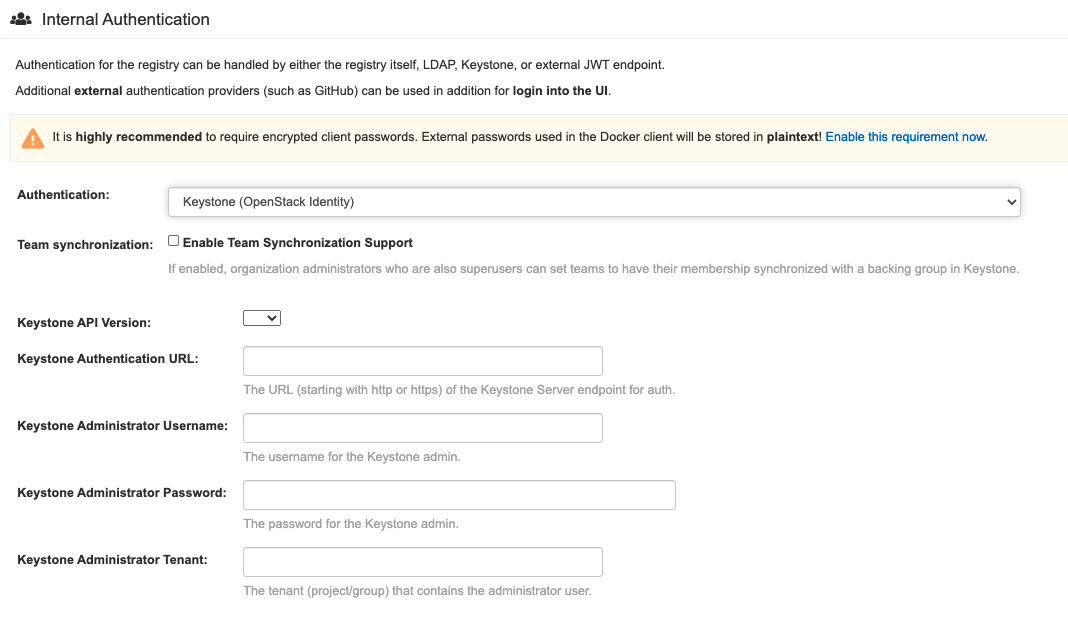 Internal Authentication
Authentication for the registry can be handled by either the registry itself, LDAP, Keystone, or external JWT endpoint.
Additional external authentication providers (such as GitHub) can be used in addition for login into the UI.
It is highly recommended to require encrypted client passwords. External passwords used in the Docker client will be stored in plaintext! Enable this requirement now.
Authentication:
Keystone (OpenStack Identity)
Team synchronization:
Enable Team Synchronization Support
If enabled, organization administrators who are also superusers can set teams to have their membership synchronized with a backing group in Keystone.
Keystone API Version:
Keystone Authentication URL:
The URL (starting with http or https) of the Keystone Server endpoint for auth.
Keystone Administrator Username:
The username for the Keystone admin.
Keystone Administrator Password:
The password for the Keystone admin.
Keystone Administrator Tenant:
The tenant (project/group) that contains the administrator user.